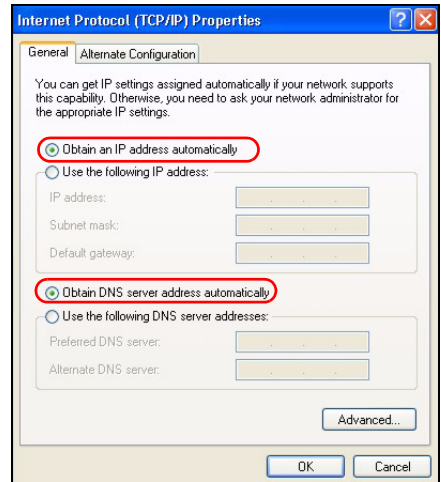 Internet Protocol (TCP/IP) Properties
General
Alternate Configuration
You can get IP settings assigned automatically if your network supports
this capability. Otherwise, you need to ask your network administrator for
the appropriate IP settings.
Obtain an IP address automatically
Use the following IP address:
IP address:
Subnet mask:
Default gateway:
Obtain DNS server address automatically
Use the following DNS server addresses:
Preferred DNS server:
Alternate DNS server:
Advanced...
OK
Cancel